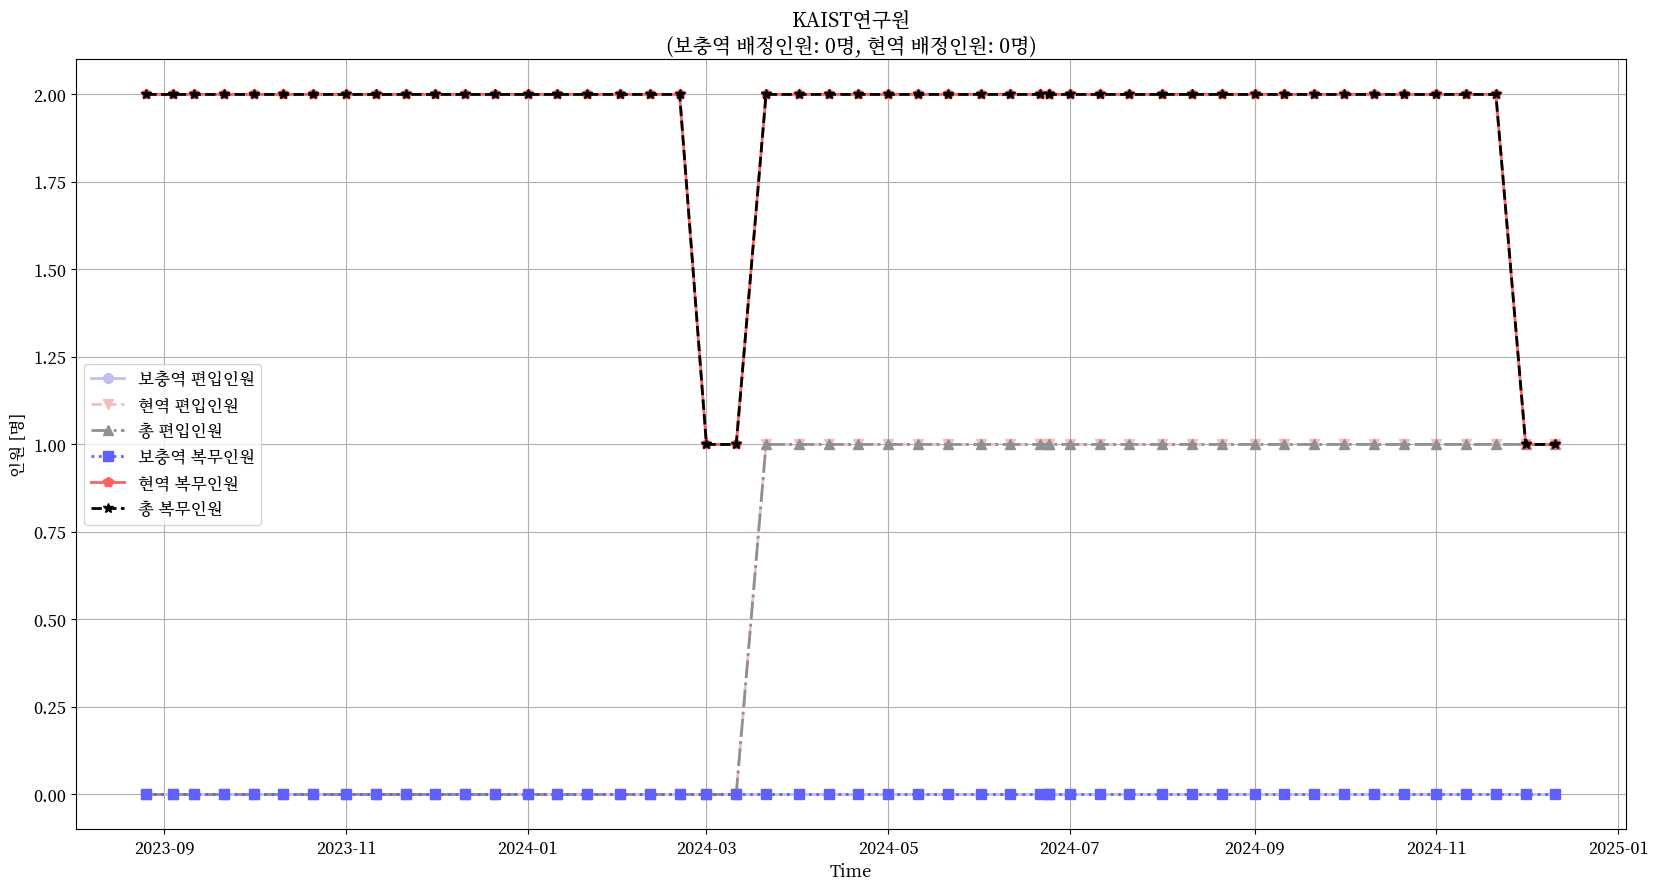 KAIST연구원
(보충역 배정인원: 0명, 현역 배정인원: 0명)
2.00
1.75
1.50
1.25
1.00
0.75
0.50
0.25
0.00
인원 [명]
보충역 편입인원
현역 편입인원
총 편입인원
보충역 복무인원
현역 복무인원
총 복무인원
2023-09
2023-11
2024-01
2024-03
2024-05
2024-07
2024-09
2024-11
2025-01
Time